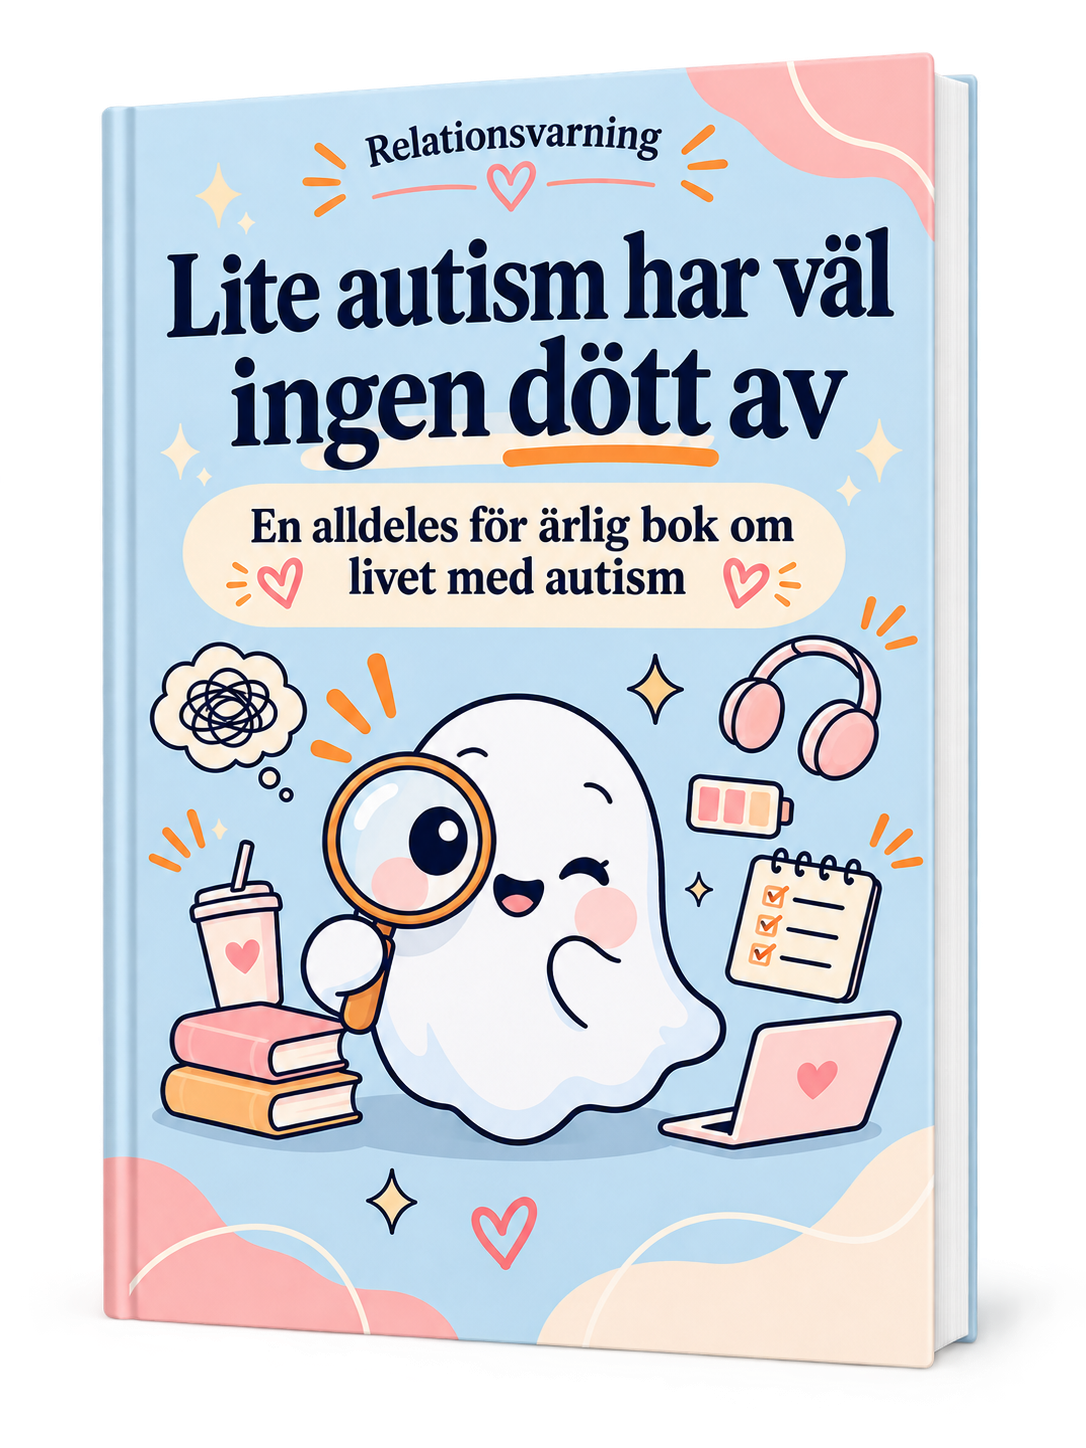 Relationsvarning
Lite autism har väl
ingen dött av
En alldeles för ärlig bok om
livet med autism